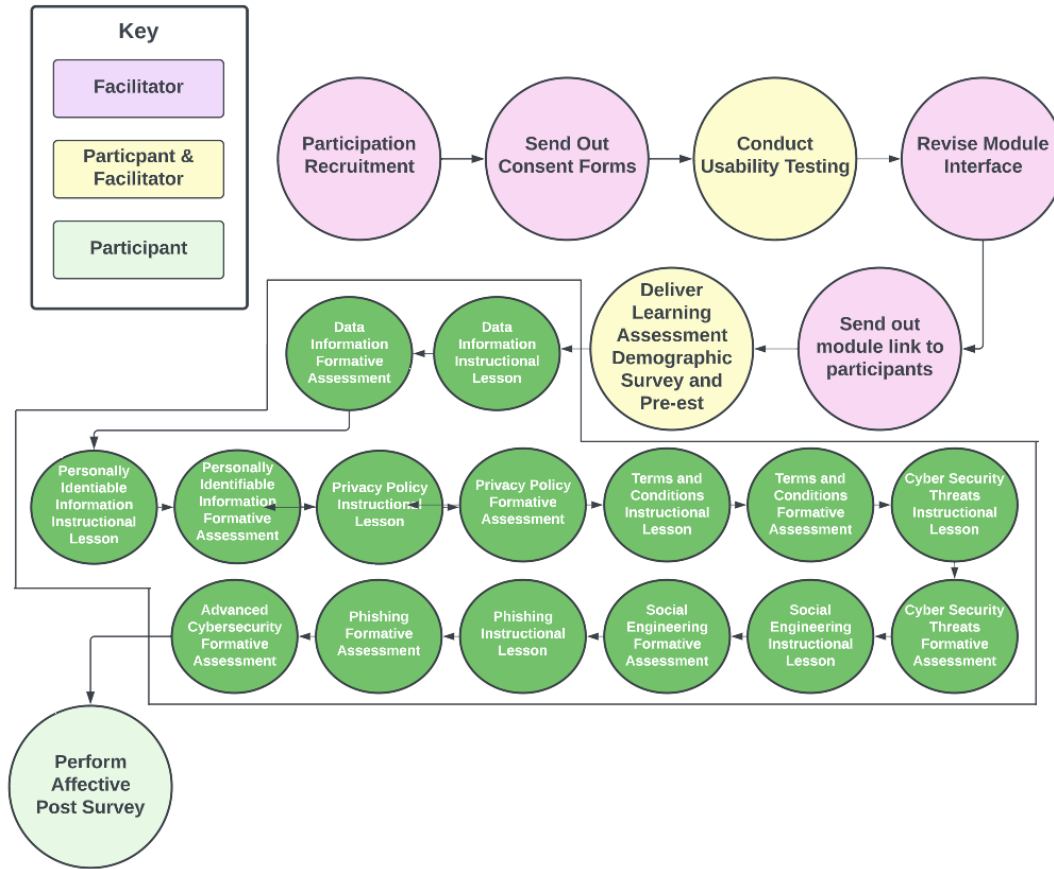 Key
Facilitator
Particpant &
Facilitator
Participant
Participation
Recruitment
Send Out
Consent Forms
Conduct
Usability Testing
Revise Module
Interface
Send out
module link to
participants
Deliver
Learning
Assessment
Demographic
Survey and
Pre-est
Data
Information
Instructional
Lesson
Data
Information
Formative
Assessment
Personally
Identiable
Information
Instructional
Lesson
Personally
Identifiable
Information
Formative
Assessment
Privacy Policy
Instructional
Lesson
Privacy Policy
Formative
Assessment
Terms and
Conditions
Instructional
Lesson
Terms and
Conditions
Formative
Assessment
Cyber Security
Threats
Instructional
Lesson
Cyber Security
Threats
Formative
Assessment
Social
Engineering
Instructional
Lesson
Social
Engineering
Formative
Assessment
Phishing
Instructional
Lesson
Phishing
Formative
Assessment
Advanced
Cybersecurity
Formative
Assessment
Perform
Affective
Post Survey